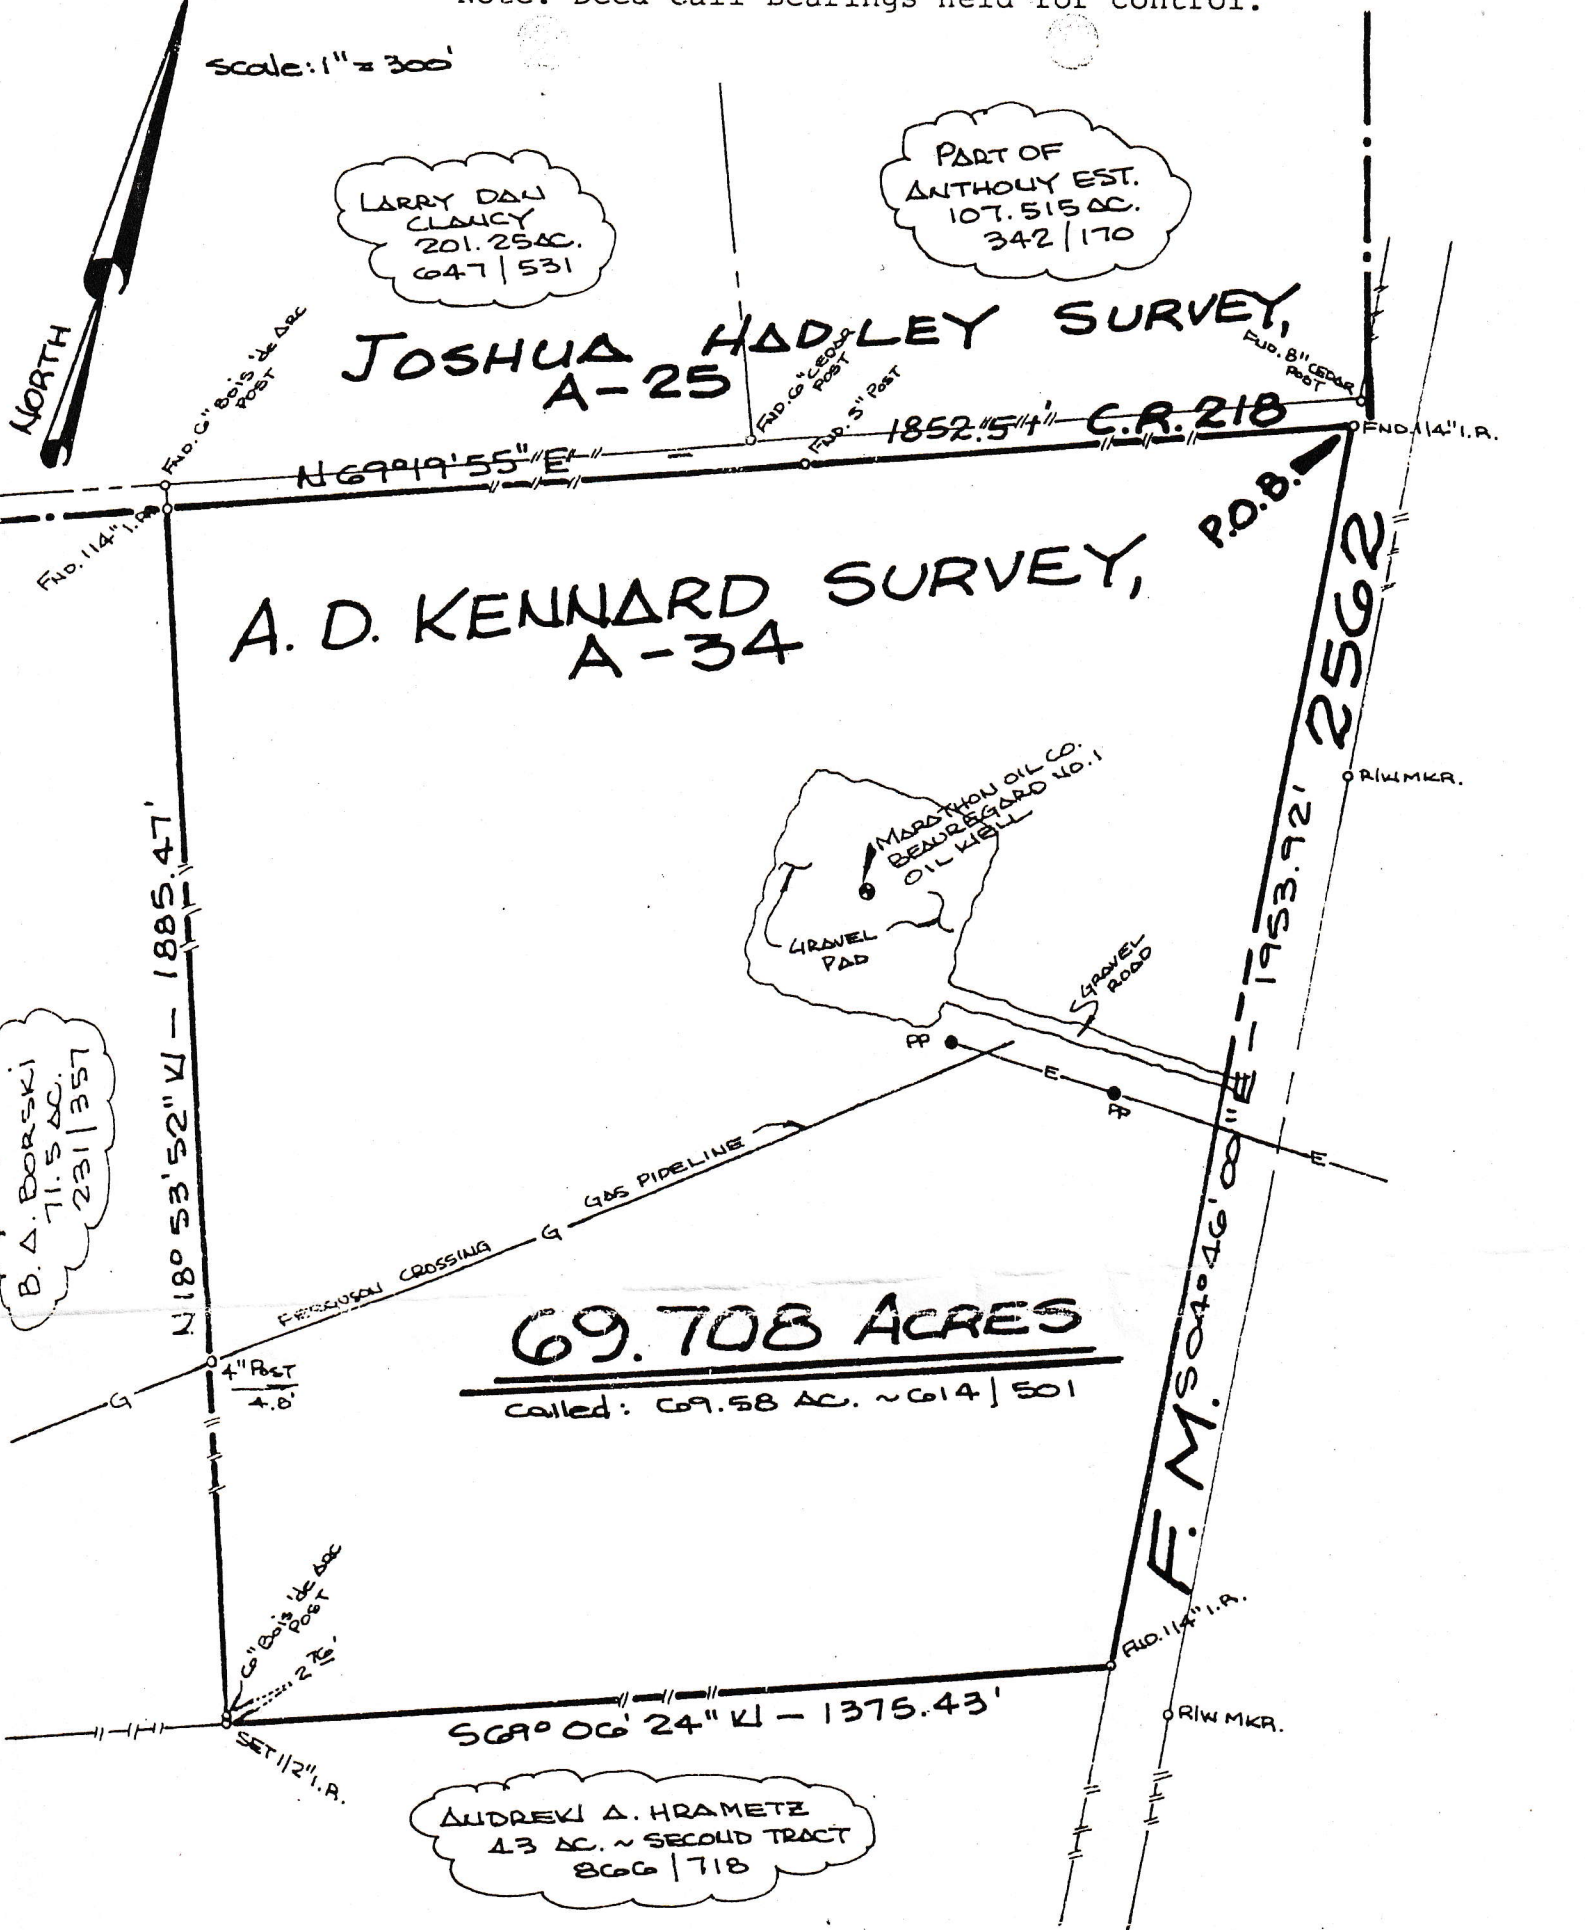 Note: Deed Call Bearings held for control.
Scale: 1" = 300'
NORTH
LARRY DAN
CLANCY
201.25 AC.
647 | 531
PART OF
ANTHONY EST.
107.515 AC.
342 | 170
JOSHUA HADLEY SURVEY,
A-25
FND. 6" BOIS 'de ARC
POST
FND. 6" CEDAR
POST
FND. 5" POST
FND. 8" CEDAR
POST
N 69°19'55" E
1852.51'
C.R. 218
FND. 1 1/4" I.R.
FND. 1 1/4" I.R.
P.O.B.
A. D. KENNARD SURVEY,
A-34
2562
R/W MKR.
MARATHON OIL CO.
BEAUREGARD NO. 1
OIL WELL
GRAVEL
PAD
GRAVEL
ROAD
PP
E
PP
E
N 18° 53' 52" W - 1885.47'
S 04° 46' 00" E - 1953.92'
B. A. BORSKI
71.5 AC.
231 | 357
GAS PIPELINE
G
FERGUSON CROSSING
G
4" POST
4.8'
69.708 ACRES
Called: 69.58 AC. ~ 614 | 501
F. M.
6" BOIS 'de ARC
POST
2.76'
FND. 1 1/4" I.R.
S 69° 06' 24" W - 1375.43'
R/W MKR.
SET 1/2" I.R.
ANDREW A. HRAMETZ
43 AC. ~ SECOND TRACT
866 | 718